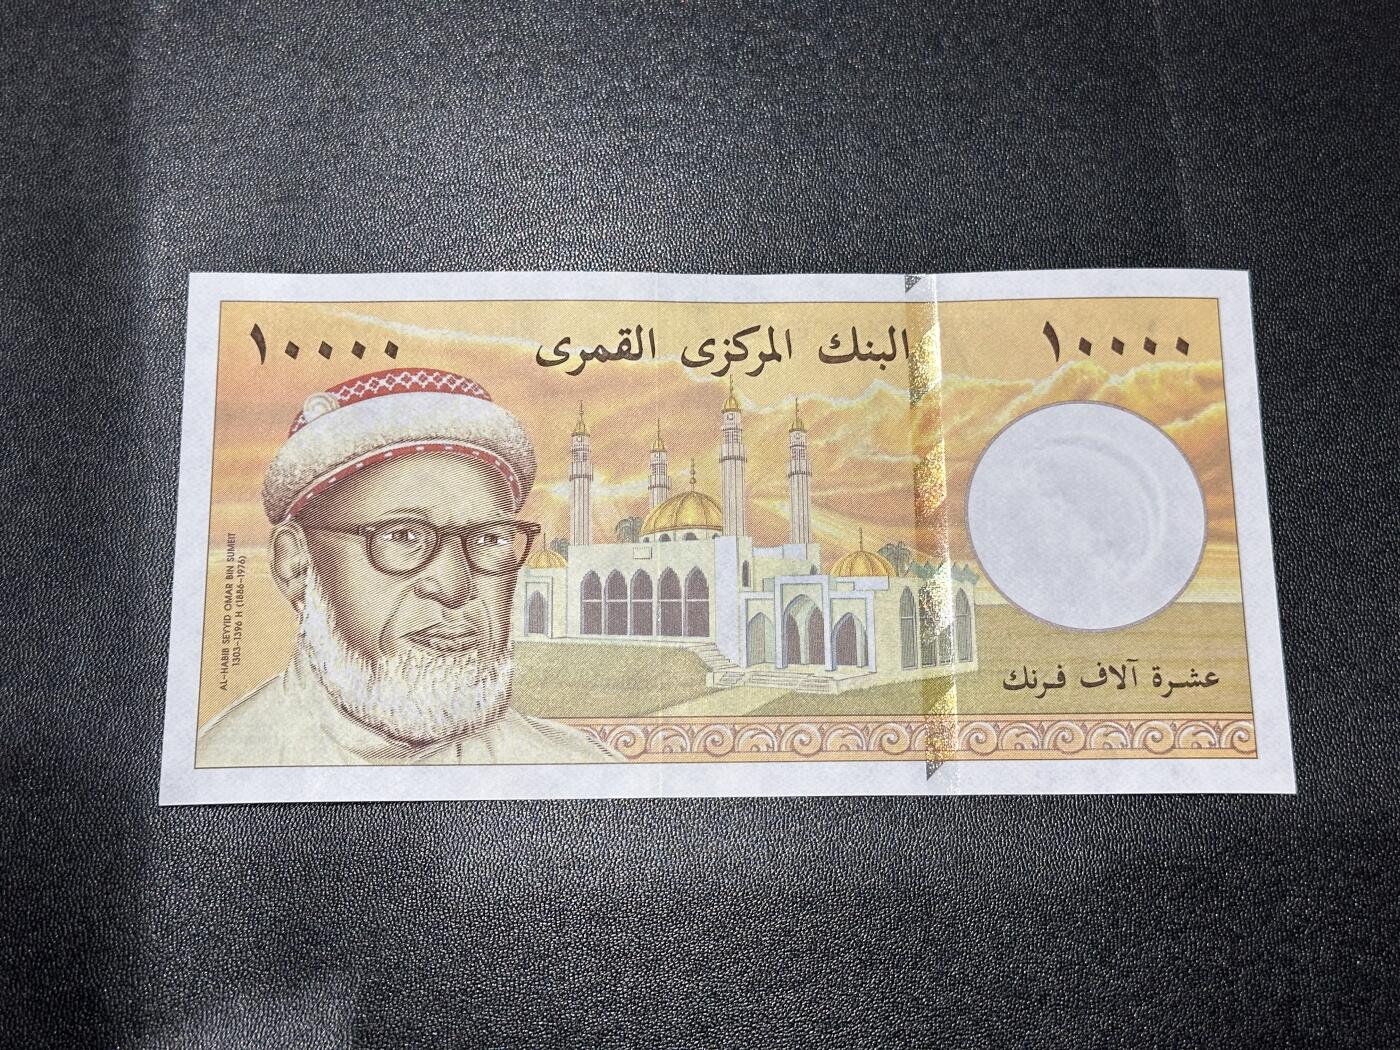 ١٠٠٠٠
البنك المركزى القمرى
١٠٠٠٠
AL-HABIB SEYYID OMAR BIN SUMEIT
1303-1396 H (1886-1976)
عشرة آلاف فرنك